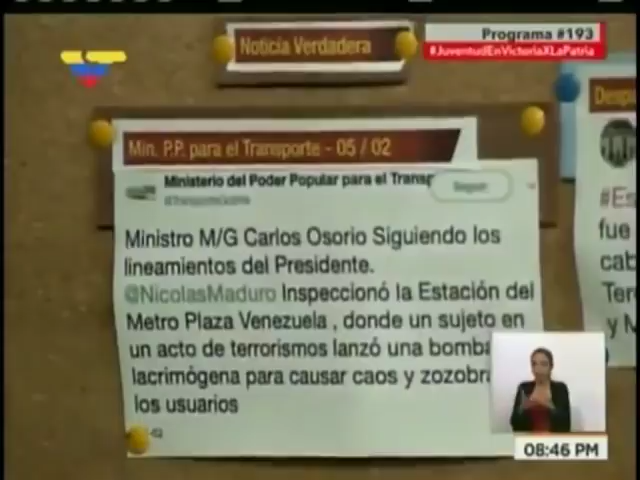 Noticia Verdadera
Programa #193
#JuventudEnVictoriaXLaPatria
Min. P.P. para el Transporte - 05 / 02
Ministerio del Poder Popular para el Transp
Seguir
Ministro M/G Carlos Osorio Siguiendo los
lineamientos del Presidente.
@NicolasMaduro Inspeccionó la Estación del
Metro Plaza Venezuela , donde un sujeto en
un acto de terrorismos lanzó una bomba
lacrimógena para causar caos y zozobra
los usuarios
#Es
fue
cab
Ter
y M
08:46 PM